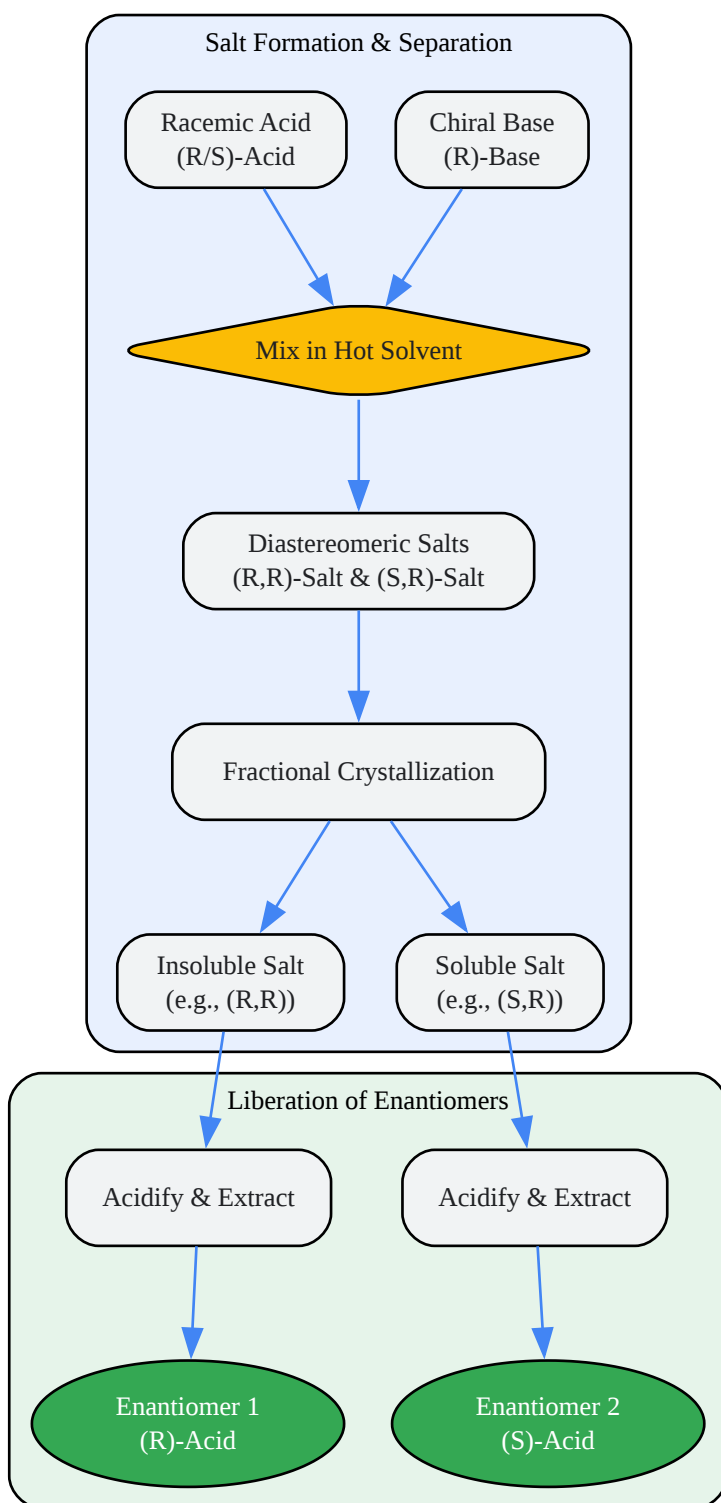 Salt Formation & Separation
Racemic Acid
(R/S)-Acid
Chiral Base
(R)-Base
Mix in Hot Solvent
Diastereomeric Salts
(R,R)-Salt & (S,R)-Salt
Fractional Crystallization
Insoluble Salt
(e.g., (R,R))
Soluble Salt
(e.g., (S,R))
Liberation of Enantiomers
Acidify & Extract
Acidify & Extract
Enantiomer 1
(R)-Acid
Enantiomer 2
(S)-Acid